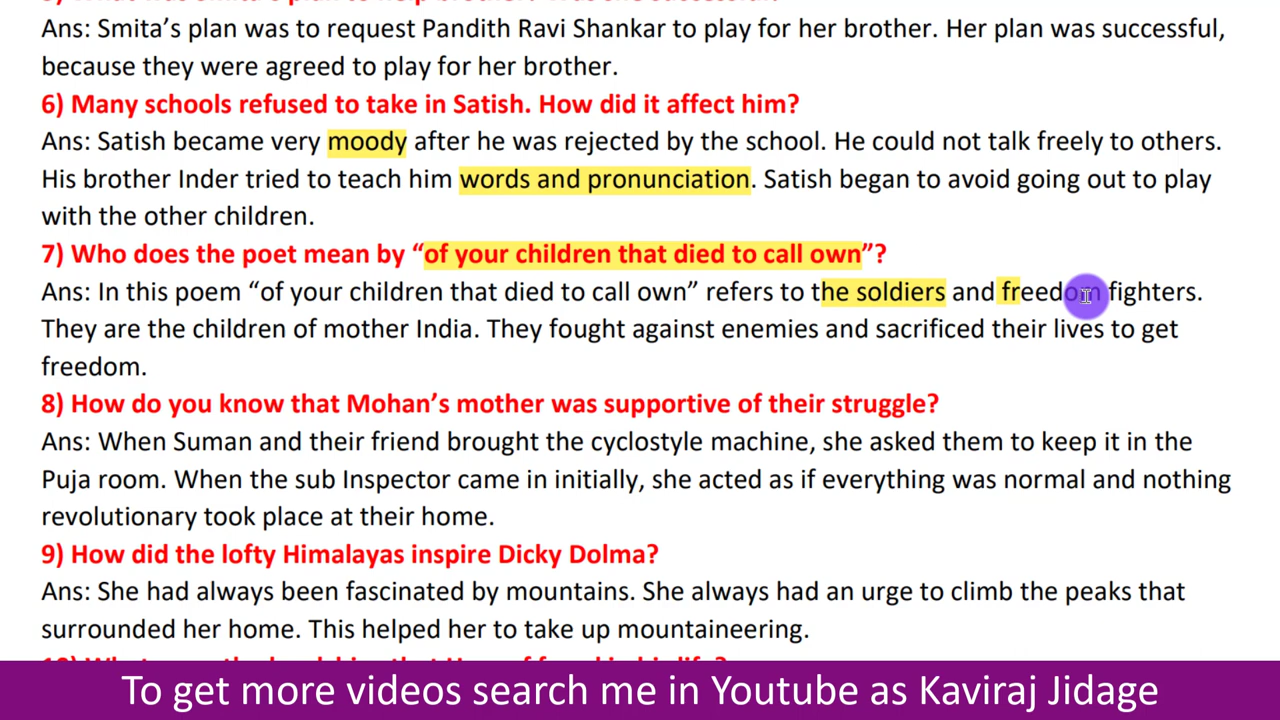 Ans: Smita’s plan was to request Pandith Ravi Shankar to play for her brother. Her plan was successful,
because they were agreed to play for her brother.
6) Many schools refused to take in Satish. How did it affect him?
Ans: Satish became very moody after he was rejected by the school. He could not talk freely to others.
His brother Inder tried to teach him words and pronunciation. Satish began to avoid going out to play
with the other children.
7) Who does the poet mean by “of your children that died to call own”?
Ans: In this poem “of your children that died to call own” refers to the soldiers and freedom fighters.
They are the children of mother India. They fought against enemies and sacrificed their lives to get
freedom.
8) How do you know that Mohan’s mother was supportive of their struggle?
Ans: When Suman and their friend brought the cyclostyle machine, she asked them to keep it in the
Puja room. When the sub Inspector came in initially, she acted as if everything was normal and nothing
revolutionary took place at their home.
9) How did the lofty Himalayas inspire Dicky Dolma?
Ans: She had always been fascinated by mountains. She always had an urge to climb the peaks that
surrounded her home. This helped her to take up mountaineering.
To get more videos search me in Youtube as Kaviraj Jidage